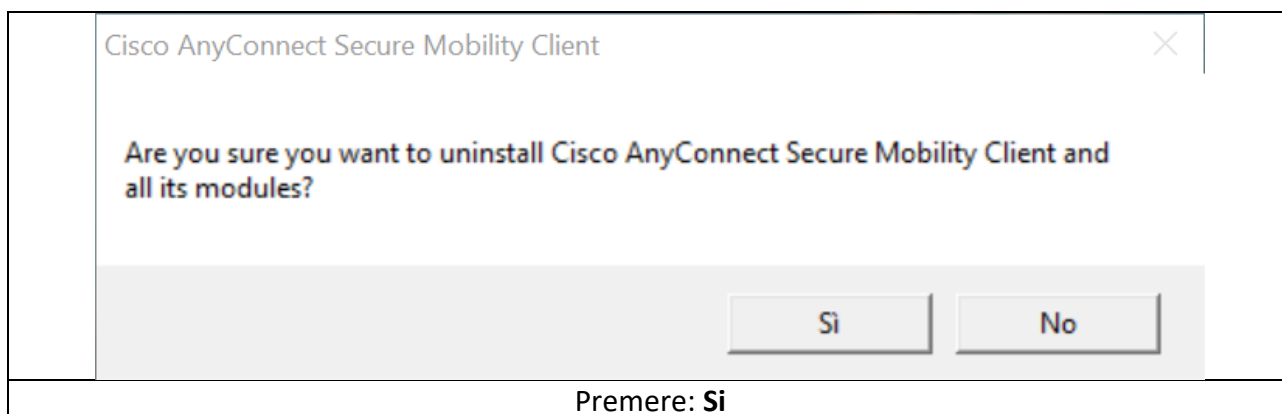 Cisco AnyConnect Secure Mobility Client
Are you sure you want to uninstall Cisco AnyConnect Secure Mobility Client and
all its modules?
Sì No
Premere: Si